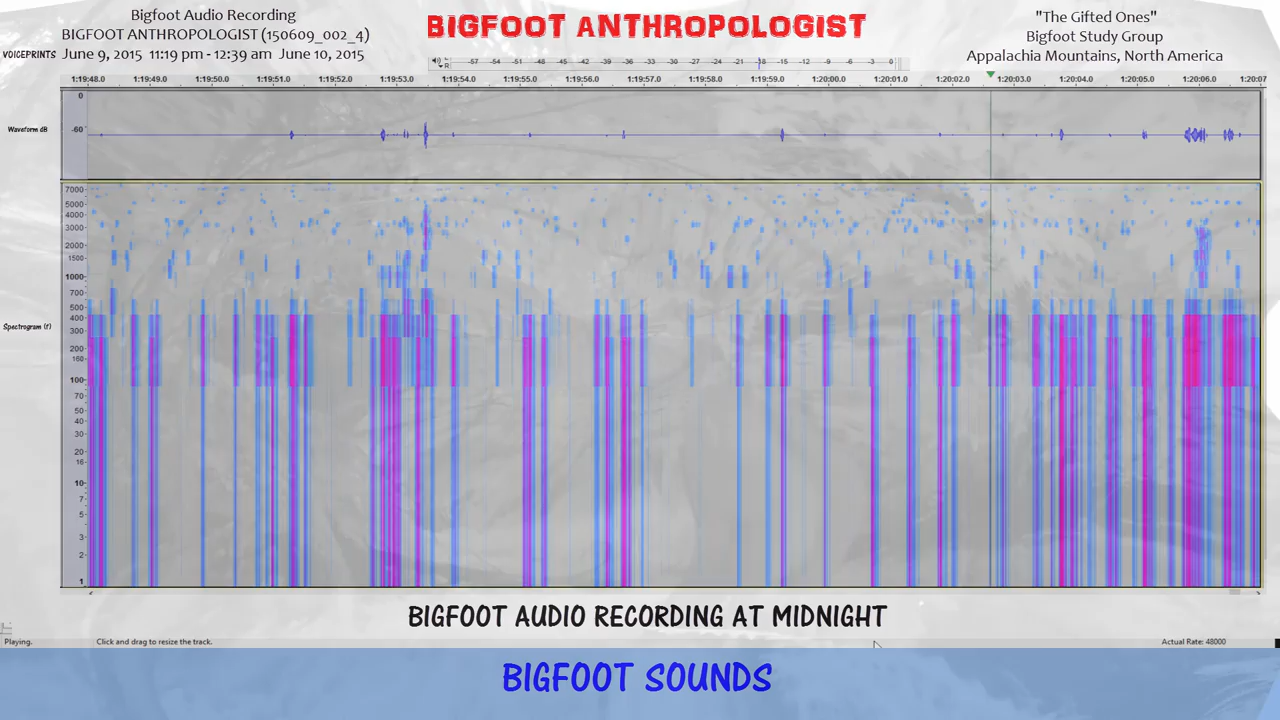 Bigfoot Audio Recording
BIGFOOT ANTHROPOLOGIST (150609_002_4)
VOICEPRINTS June 9, 2015 11:19 pm - 12:39 am June 10, 2015
BIGFOOT ANTHROPOLOGIST
"The Gifted Ones"
Bigfoot Study Group
Appalachia Mountains, North America
-57 -54 -51 -48 -45 -42 -39 -36 -33 -30 -27 -24 -21 -18 -15 -12 -9 -6 -3 0
1:19:48.0 1:19:49.0 1:19:50.0 1:19:51.0 1:19:52.0 1:19:53.0 1:19:54.0 1:19:55.0 1:19:56.0 1:19:57.0 1:19:58.0 1:19:59.0 1:20:00.0 1:20:01.0 1:20:02.0 1:20:03.0 1:20:04.0 1:20:05.0 1:20:06.0 1:20:07
0
Waveform dB -60
7000
5000
4000
3000
2000
1500
1000
700
500
400
Spectrogram (f) 300
200
160
100
70
50
40
30
20
16
10
7
5
3
2
1
BIGFOOT AUDIO RECORDING AT MIDNIGHT
Playing. Click and drag to resize the track. Actual Rate: 48000
BIGFOOT SOUNDS